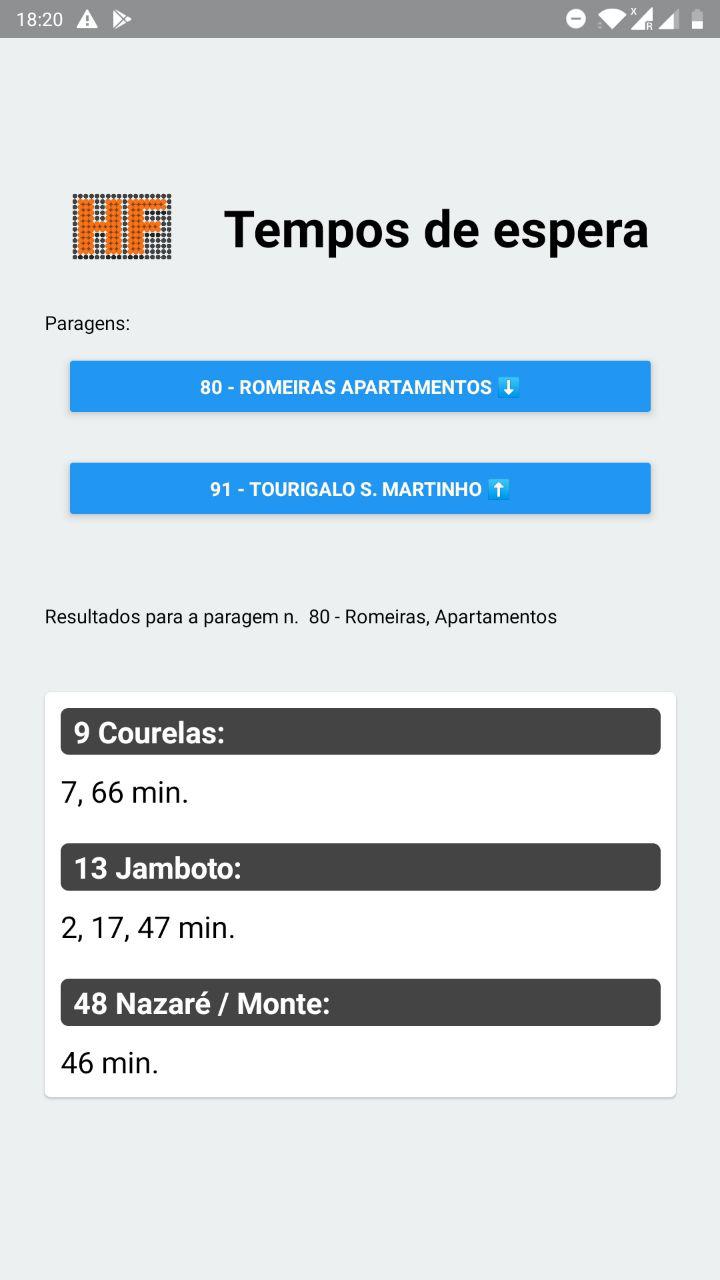 18:20
X
R
HF
Tempos de espera
Paragens:
80 - ROMEIRAS APARTAMENTOS ⬇️
91 - TOURIGALO S. MARTINHO ⬆️
Resultados para a paragem n.  80 - Romeiras, Apartamentos
9 Courelas:
7, 66 min.
13 Jamboto:
2, 17, 47 min.
48 Nazaré / Monte:
46 min.